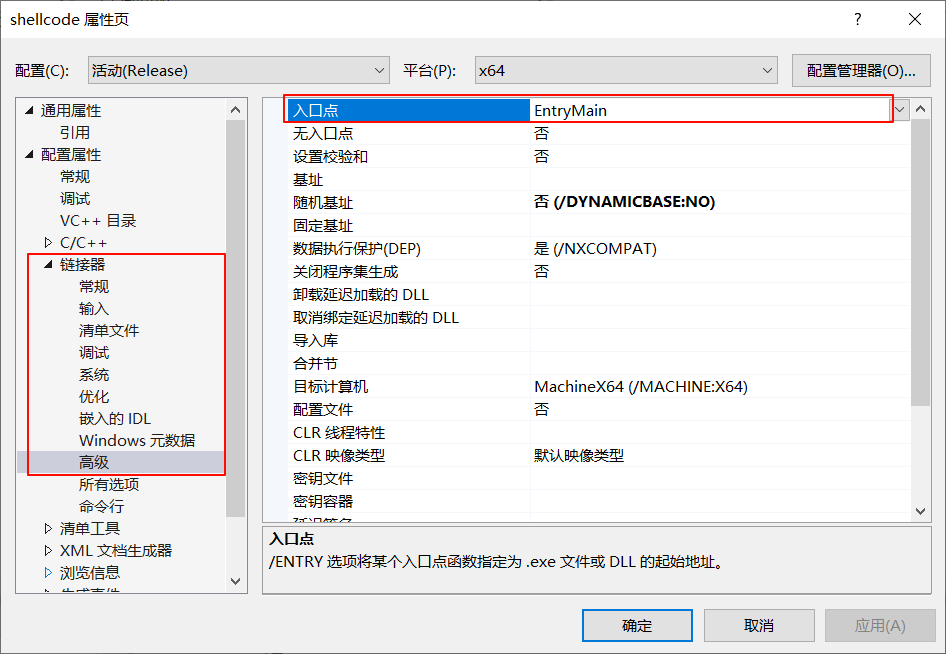 shellcode 属性页
配置(C): 活动(Release) 平台(P): x64 配置管理器(O)...
通用属性
引用
配置属性
常规
调试
VC++ 目录
C/C++
链接器
常规
输入
清单文件
调试
系统
优化
嵌入的 IDL
Windows 元数据
高级
所有选项
命令行
清单工具
XML 文档生成器
浏览信息
生成事件
入口点 EntryMain
无入口点 否
设置校验和 否
基址
随机基址 否 (/DYNAMICBASE:NO)
固定基址
数据执行保护(DEP) 是 (/NXCOMPAT)
关闭程序集生成 否
卸载延迟加载的 DLL
取消绑定延迟加载的 DLL
导入库
合并节
目标计算机 MachineX64 (/MACHINE:X64)
配置文件 否
CLR 线程特性
CLR 映像类型 默认映像类型
密钥文件
密钥容器
延迟签名
入口点
/ENTRY 选项将某个入口点函数指定为 .exe 文件或 DLL 的起始地址。
确定 取消 应用(A)